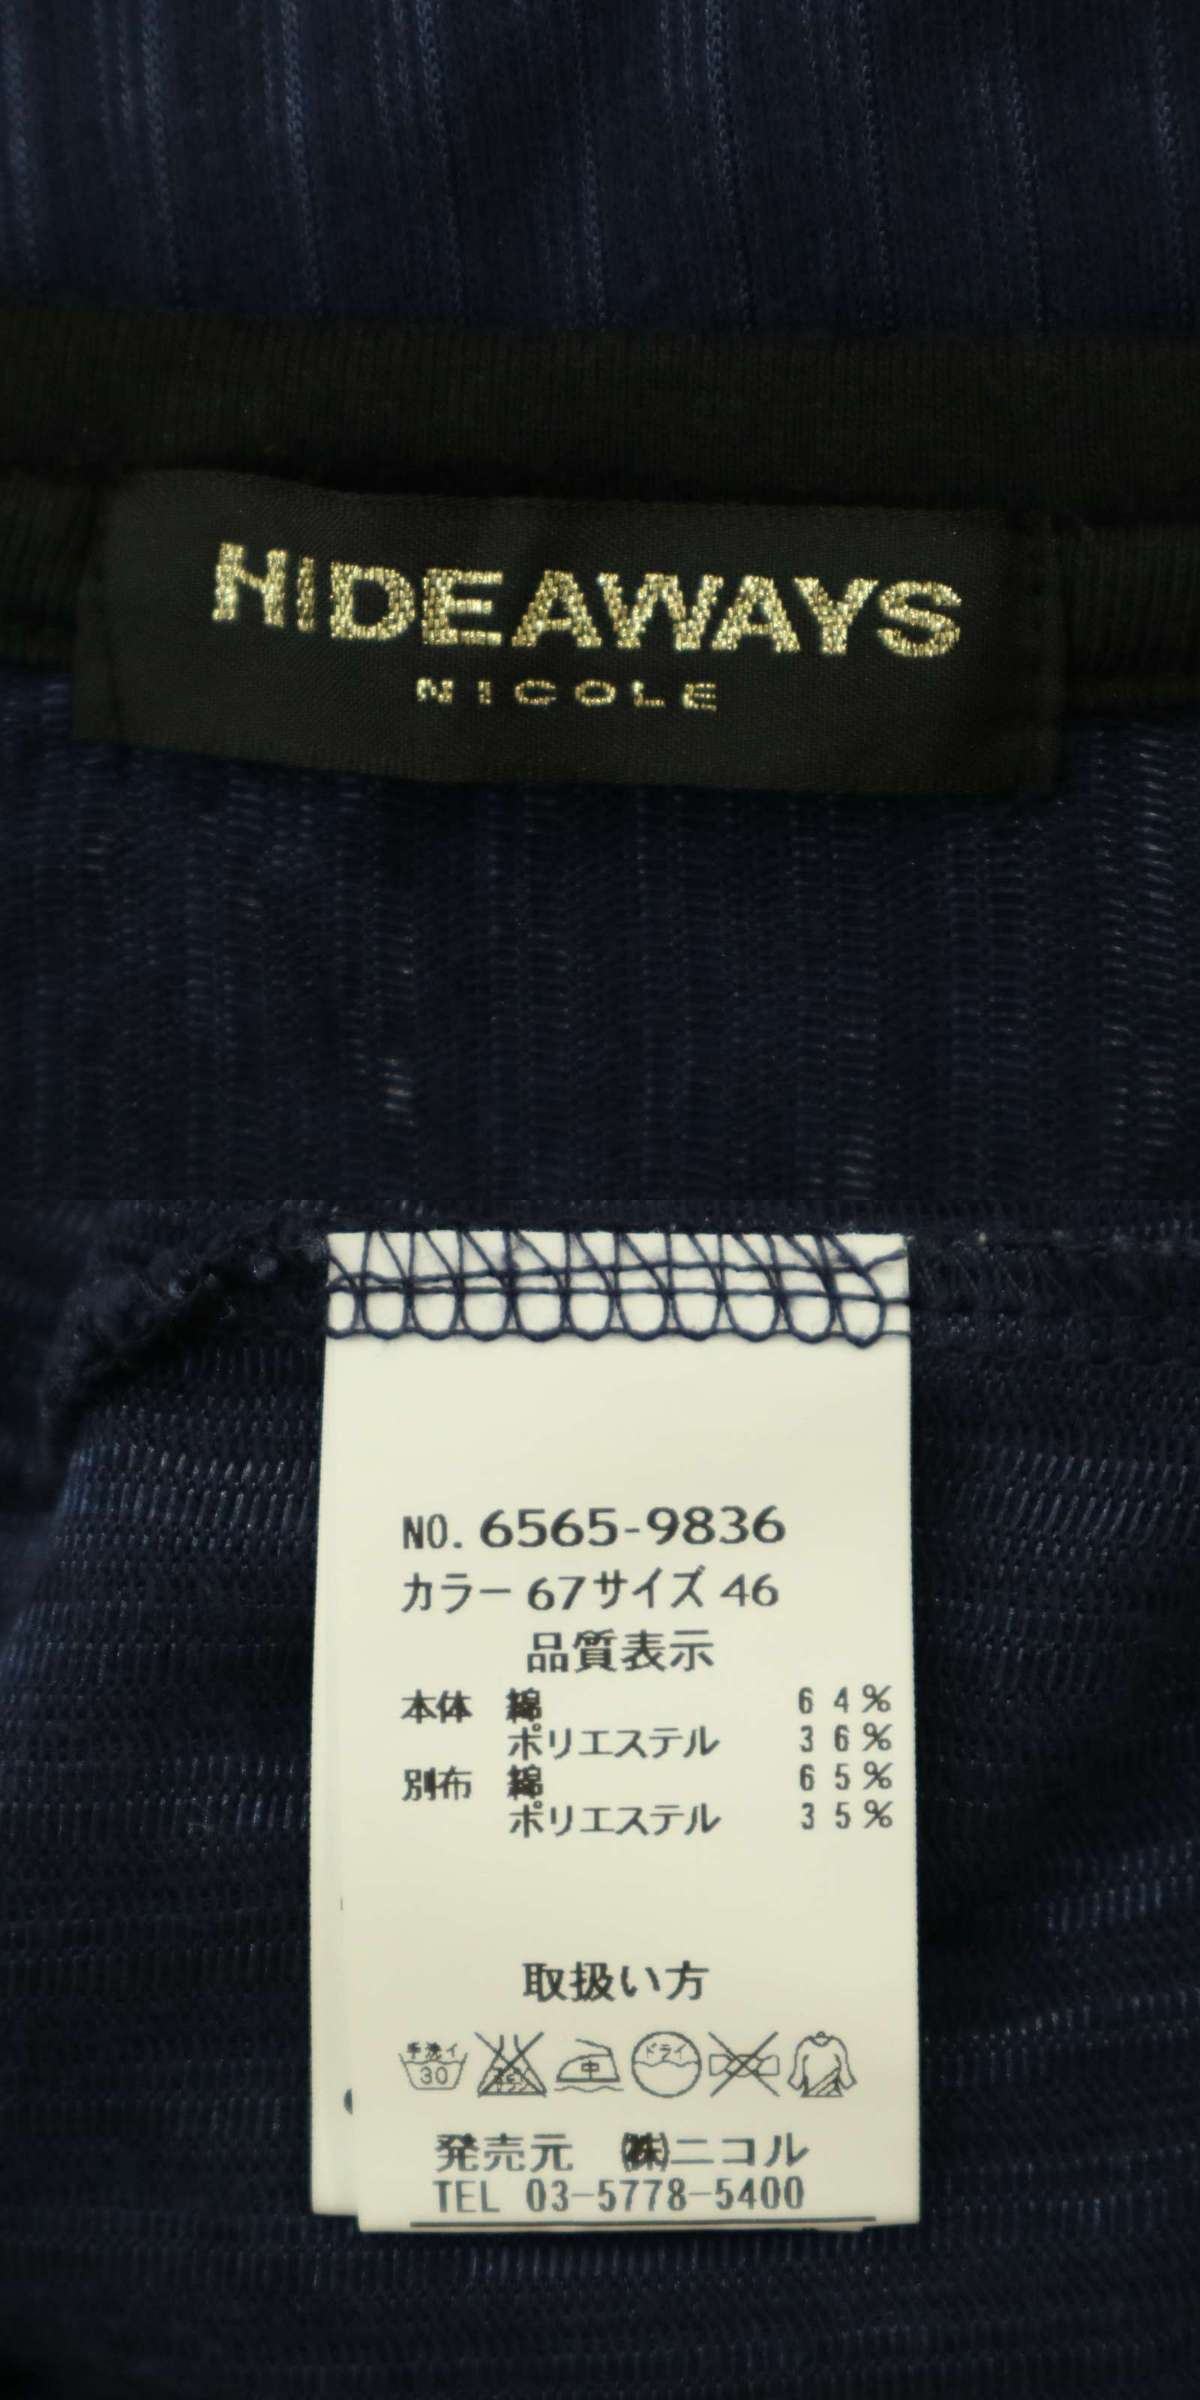 HIDEAWAYS
NICOLE
NO. 6565-9836
カラー 67 サイズ 46
品質表示
本体 綿 64%
ポリエステル 36%
別布 綿 65%
ポリエステル 35%
取扱い方
手洗イ 30 中 ドライ
発売元 ㈱ニコル
TEL 03-5778-5400